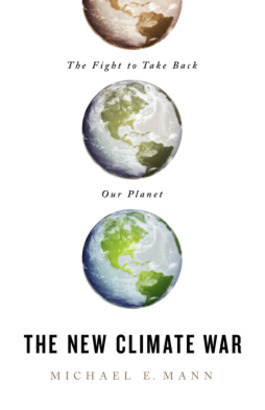 The Fight to Take Back
Our Planet
THE NEW CLIMATE WAR
MICHAEL E. MANN